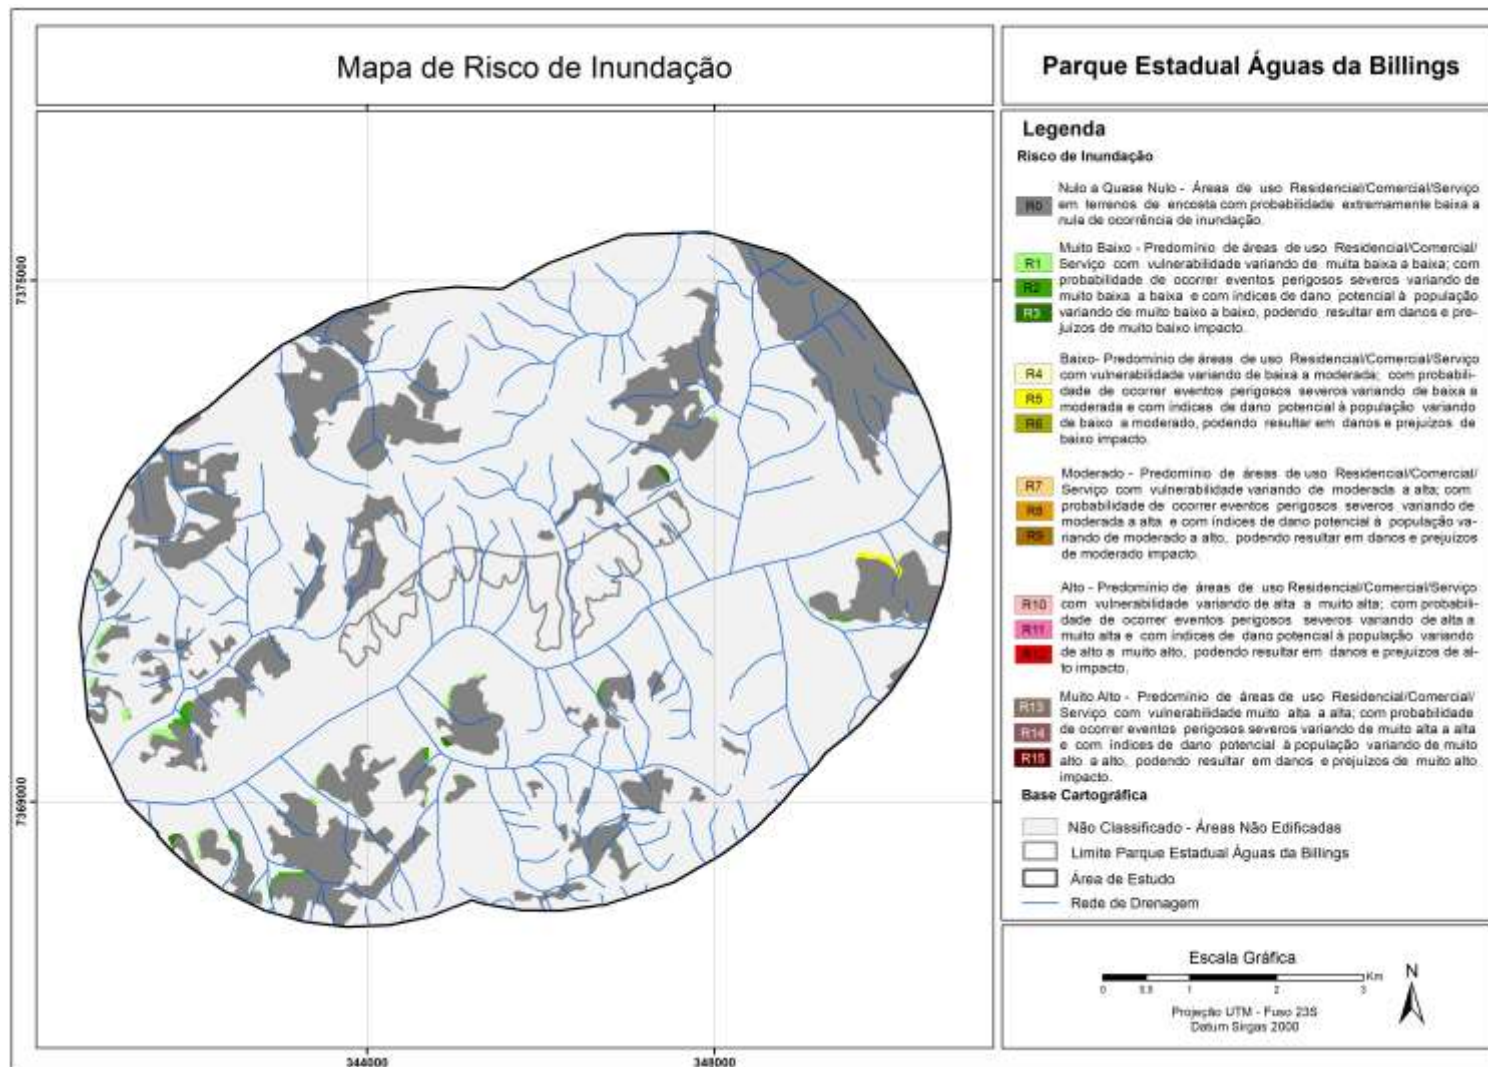 Mapa de Risco de Inundação
Parque Estadual Águas da Billings
7375000
7369000
344000
348000
Legenda
Risco de Inundação
R0
Nulo a Quase Nulo - Áreas de uso Residencial/Comercial/Serviço
em terrenos de encosta com probabilidade extremamente baixa a
nula de ocorrência de inundação.
R1
R2
R3
Muito Baixo - Predomínio de áreas de uso Residencial/Comercial/
Serviço com vulnerabilidade variando de muita baixa a baixa; com
probabilidade de ocorrer eventos perigosos severos variando de
muito baixa a baixa e com índices de dano potencial à população
variando de muito baixo a baixo, podendo resultar em danos e pre-
juízos de muito baixo impacto.
R4
R5
R6
Baixo- Predomínio de áreas de uso Residencial/Comercial/Serviço
com vulnerabilidade variando de baixa a moderada; com probabili-
dade de ocorrer eventos perigosos severos variando de baixa a
moderada e com índices de dano potencial à população variando
de baixo a moderado, podendo resultar em danos e prejuízos de
baixo impacto.
R7
R8
R9
Moderado - Predomínio de áreas de uso Residencial/Comercial/
Serviço com vulnerabilidade variando de moderada a alta; com
probabilidade de ocorrer eventos perigosos severos variando de
moderada a alta e com índices de dano potencial à população va-
riando de moderado a alto, podendo resultar em danos e prejuízos
de moderado impacto.
R10
R11
R12
Alto - Predomínio de áreas de uso Residencial/Comercial/Serviço
com vulnerabilidade variando de alta a muito alta; com probabili-
dade de ocorrer eventos perigosos severos variando de alta a
muito alta e com índices de dano potencial à população variando
de alto a muito alto, podendo resultar em danos e prejuízos de al-
to impacto.
R13
R14
R15
Muito Alto - Predomínio de áreas de uso Residencial/Comercial/
Serviço com vulnerabilidade muito alta a alta; com probabilidade
de ocorrer eventos perigosos severos variando de muito alta a alta
e com índices de dano potencial à população variando de muito
alto a alto, podendo resultar em danos e prejuízos de muito alto
impacto.
Base Cartográfica
Não Classificado - Áreas Não Edificadas
Limite Parque Estadual Águas da Billings
Área de Estudo
Rede de Drenagem
Escala Gráfica
Km
0 0,5 1 2 3
N
Projeção UTM - Fuso 23S
Datum Sirgas 2000